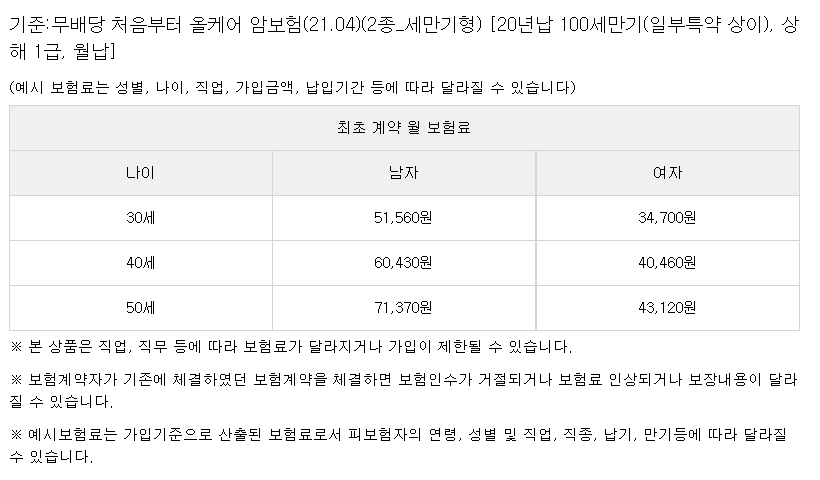 기준:무배당 처음부터 올케어 암보험(21.04)(2종_세만기형) [20년납 100세만기(일부특약 상이), 상
해 1급, 월납]
(예시 보험료는 성별, 나이, 직업, 가입금액, 납입기간 등에 따라 달라질 수 있습니다)
최초 계약 월 보험료
나이 남자 여자
30세 51,560원 34,700원
40세 60,430원 40,460원
50세 71,370원 43,120원
※ 본 상품은 직업, 직무 등에 따라 보험료가 달라지거나 가입이 제한될 수 있습니다.
※ 보험계약자가 기존에 체결하였던 보험계약을 체결하면 보험인수가 거절되거나 보험료 인상되거나 보장내용이 달라
질 수 있습니다.
※ 예시보험료는 가입기준으로 산출된 보험료로서 피보험자의 연령, 성별 및 직업, 직종, 납기, 만기등에 따라 달라질
수 있습니다.